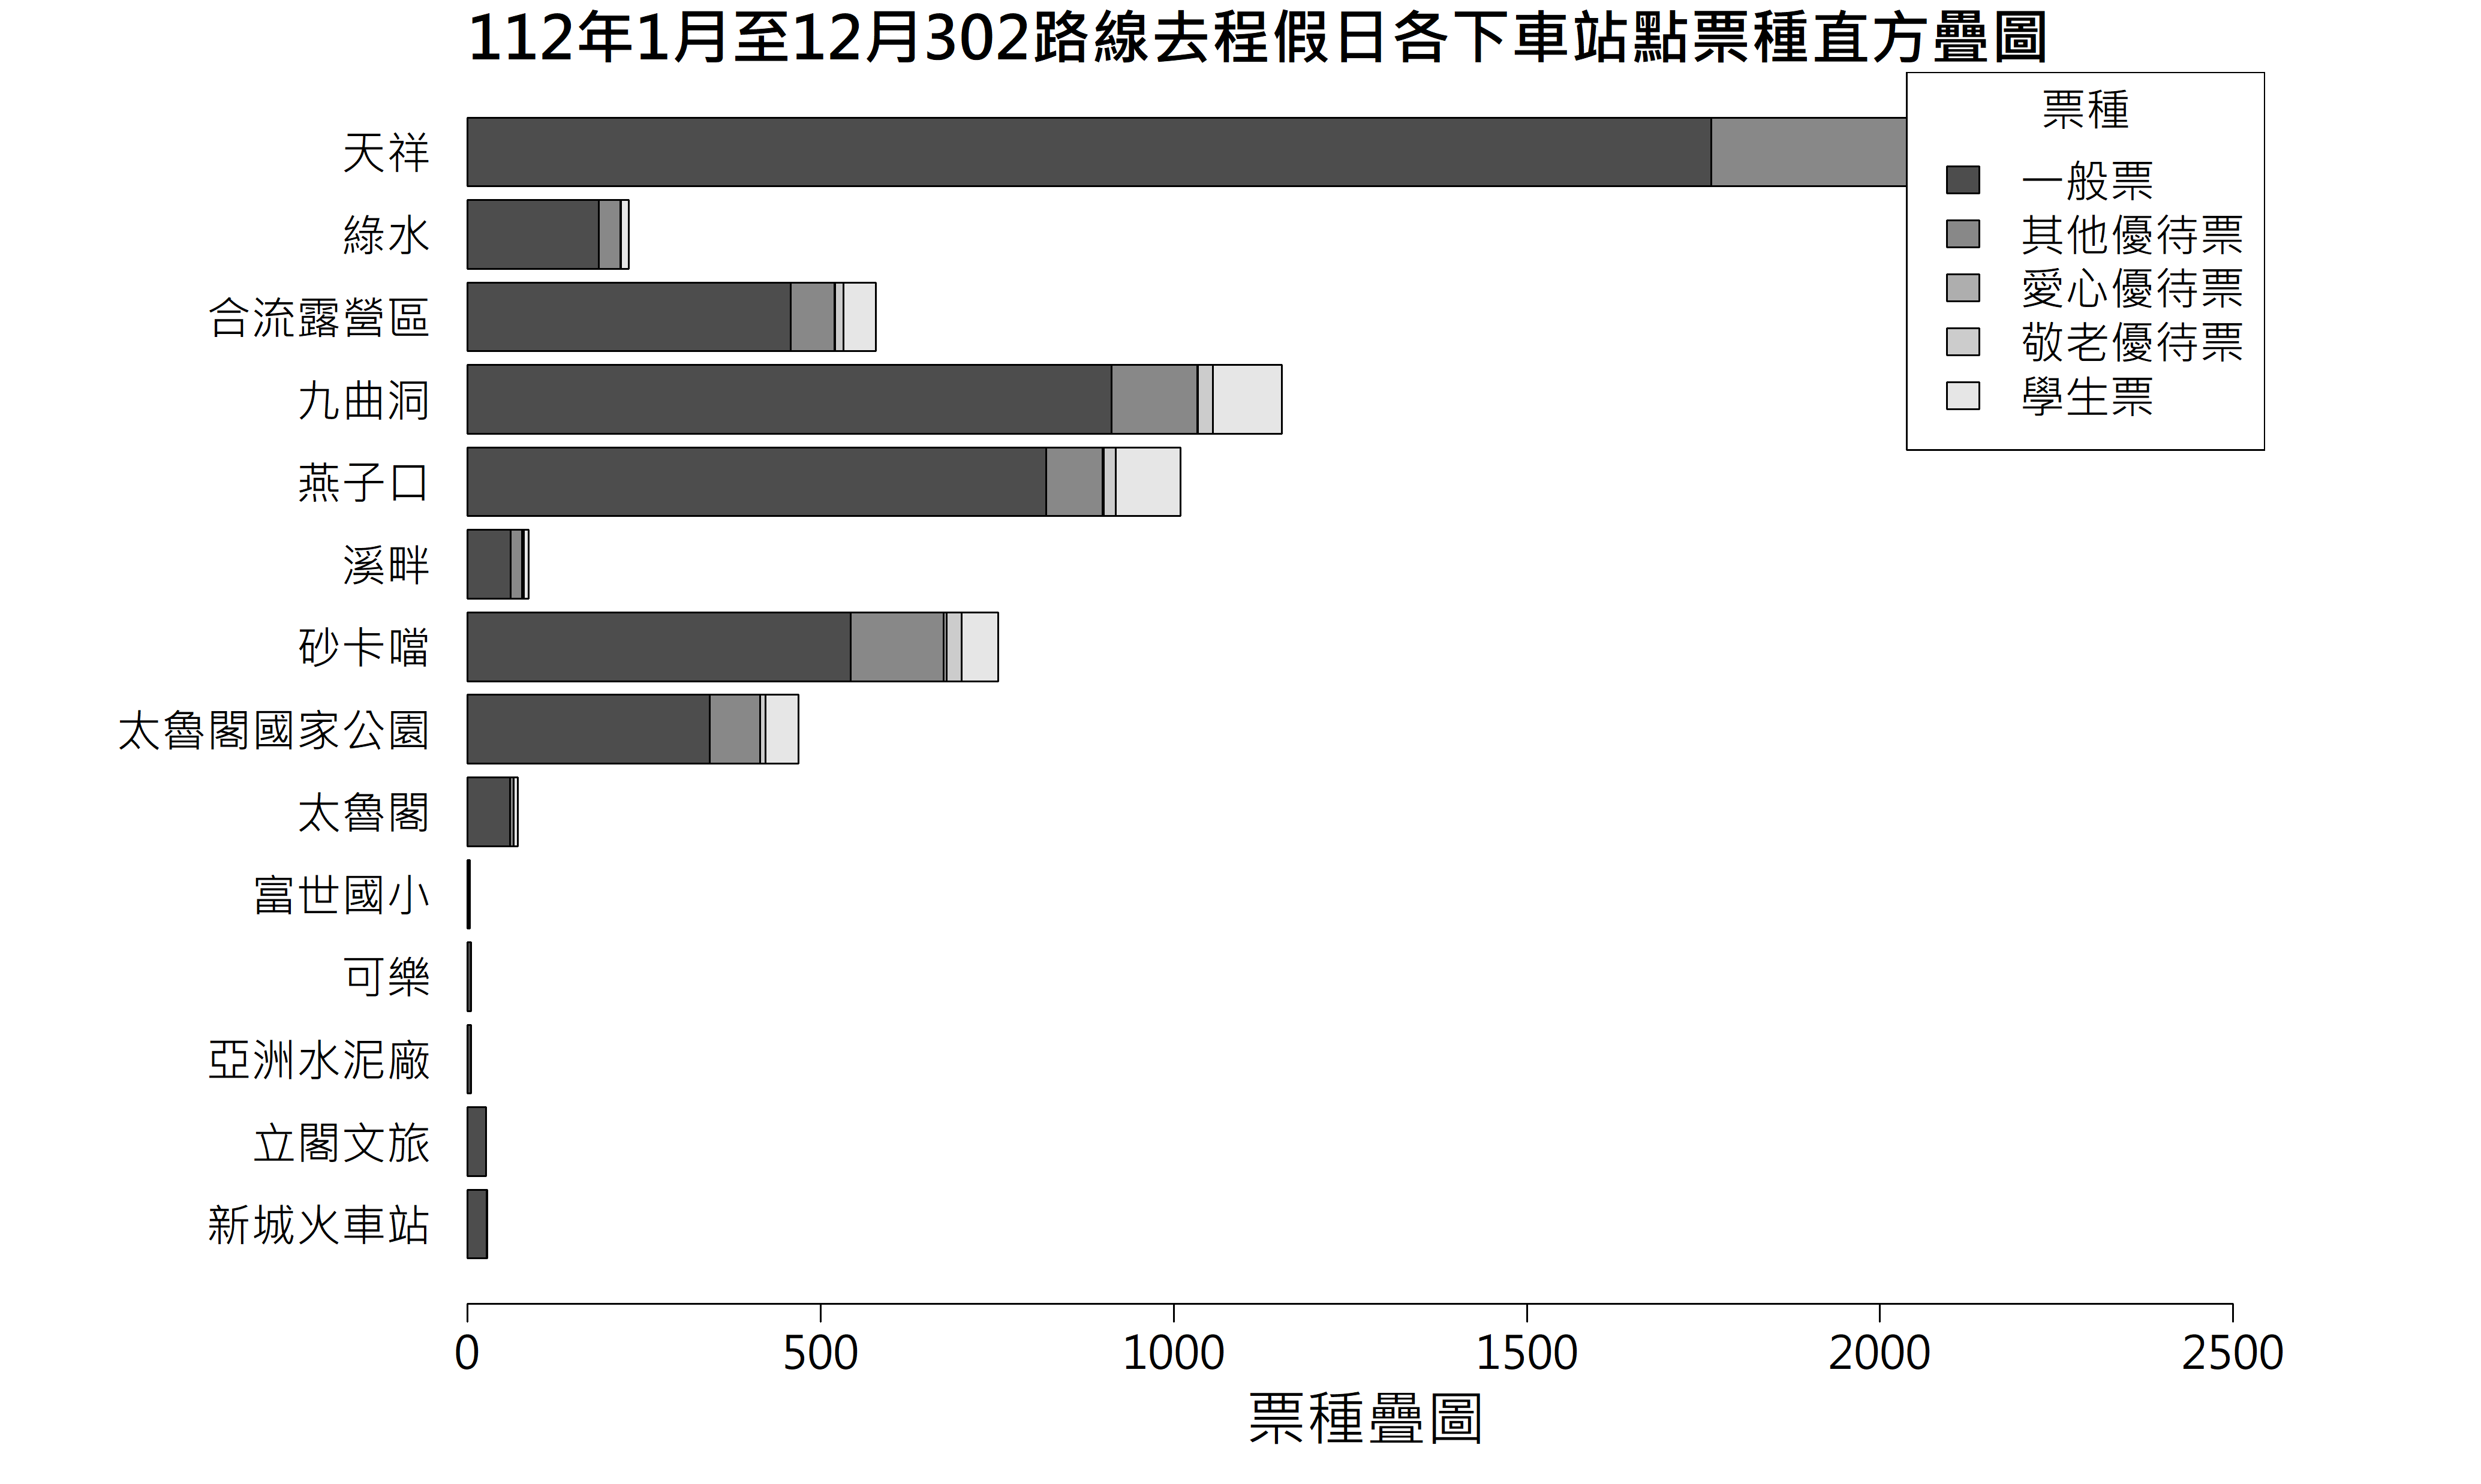 112年1月至12月302路線去程假日各下車站點票種直方疊圖
票種
一般票
其他優待票
愛心優待票
敬老優待票
學生票
天祥
綠水
合流露營區
九曲洞
燕子口
溪畔
砂卡噹
太魯閣國家公園
太魯閣
富世國小
可樂
亞洲水泥廠
立閣文旅
新城火車站
0 500 1000 1500 2000 2500
票種疊圖